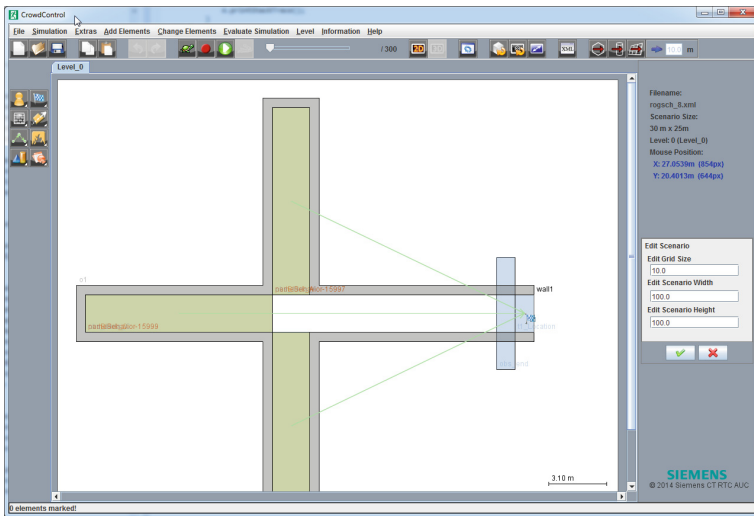 CrowdControl
File Simulation Extras Add Elements Change Elements Evaluate Simulation Level Information Help
/ 300 2D XML 10.0 m
Level_0
Filename:
rogsch_8.xml
Scenario Size:
30 m x 25m
Level: 0 (Level_0)
Mouse Position:
X: 27.0539m (854px)
Y: 20.4013m (644px)
Edit Scenario
Edit Grid Size
10.0
Edit Scenario Width
100.0
Edit Scenario Height
100.0
wall1
3.10 m
SIEMENS
© 2014 Siemens CT RTC AUC
0 elements marked!